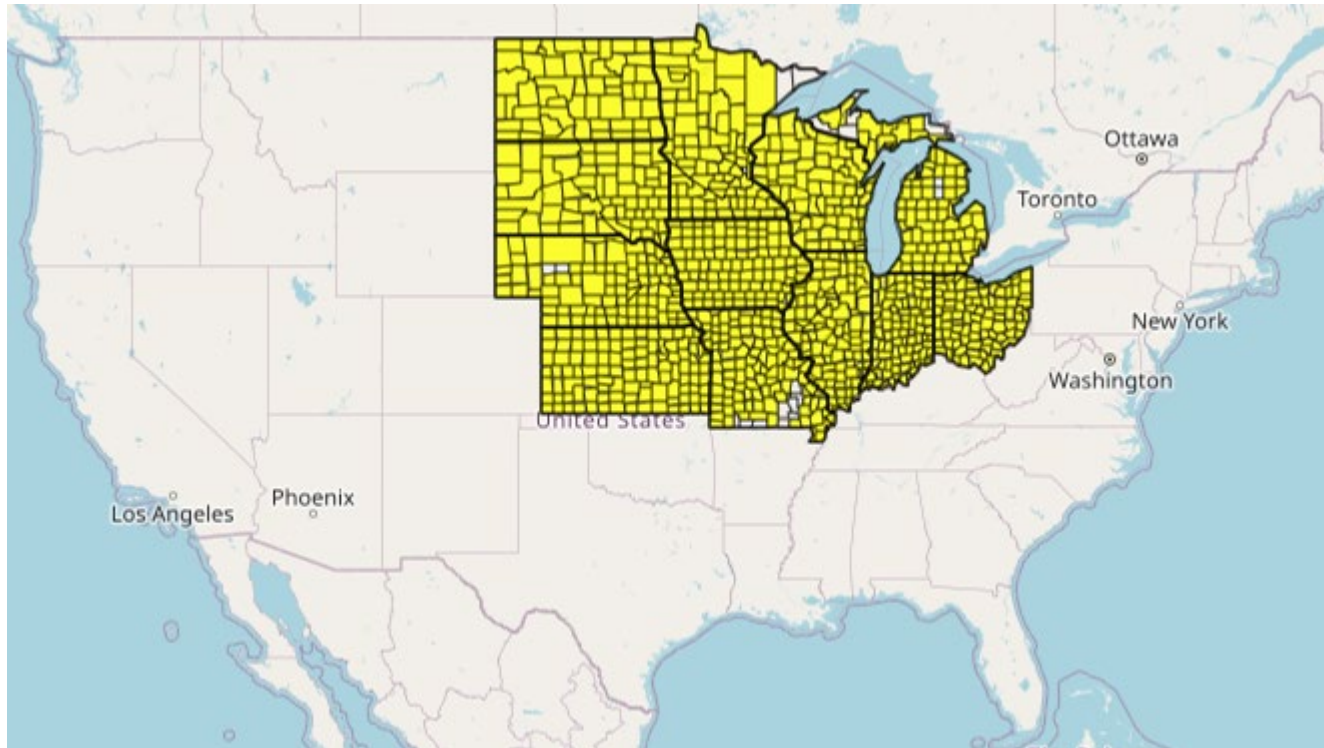 Ottawa
Toronto
New York
Washington
United States
Phoenix
Los Angeles